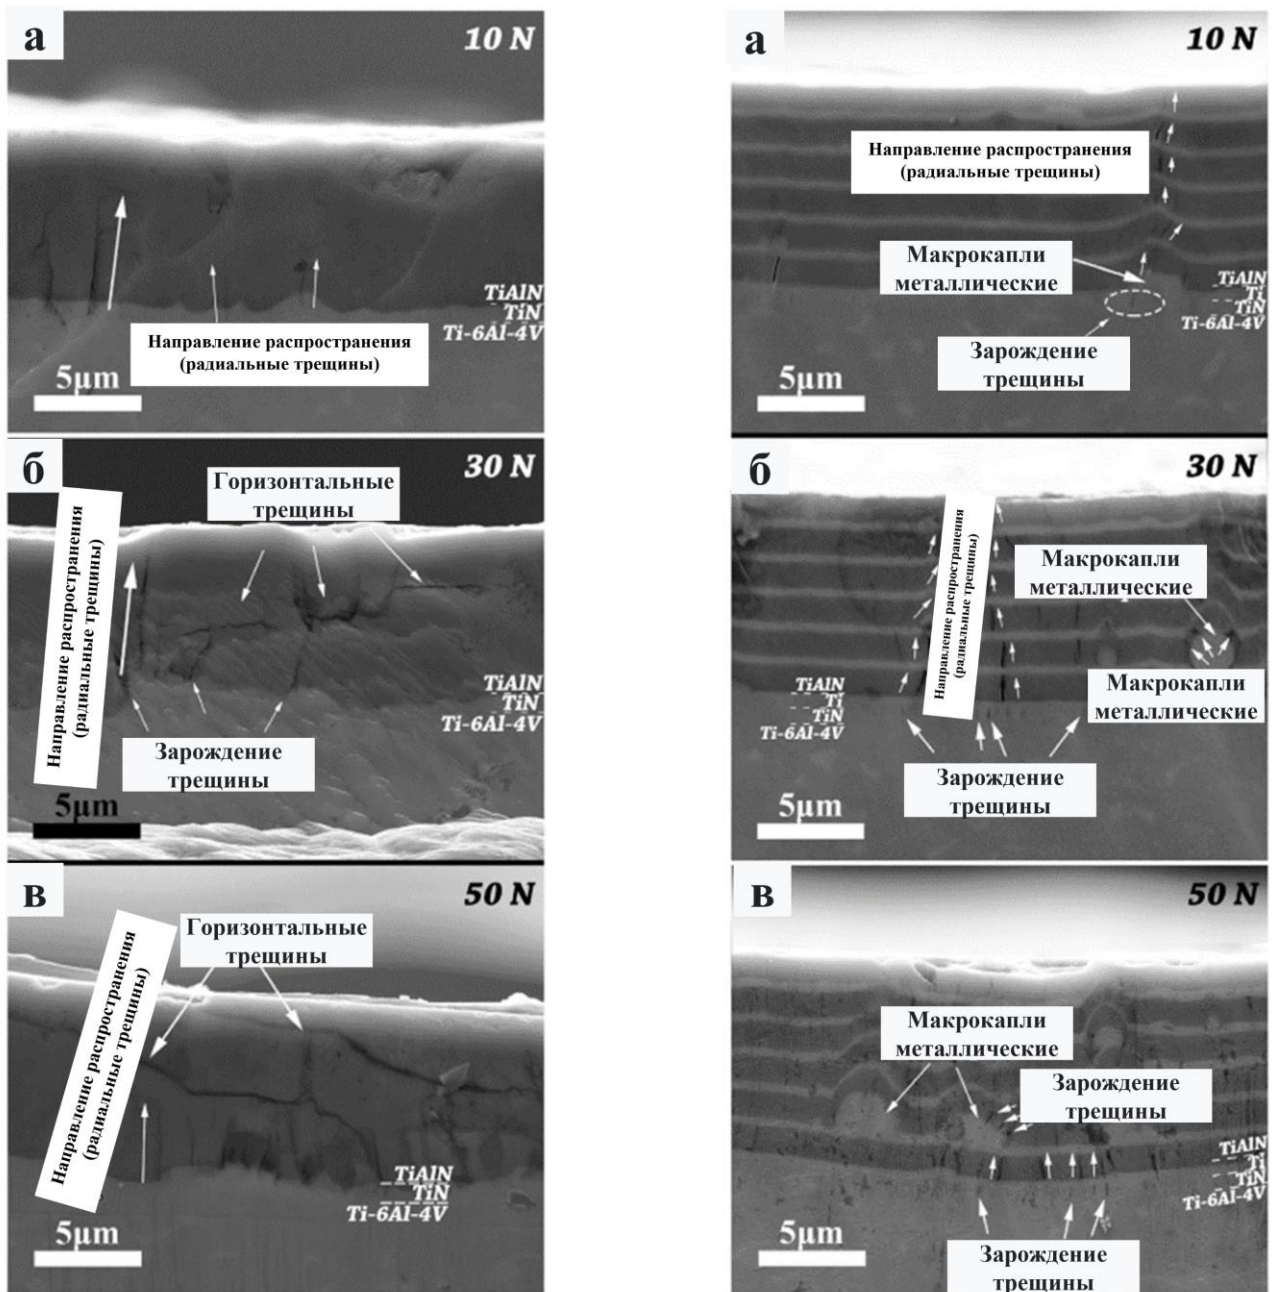 а
10 N
Направление распространения
(радиальные трещины)
TiAlN
TiN
Ti-6Al-4V
5μm
б
30 N
Горизонтальные
трещины
Направление распространения
(радиальные трещины)
Зарождение
трещины
TiAlN
TiN
Ti-6Al-4V
5μm
в
50 N
Горизонтальные
трещины
Направление распространения
(радиальные трещины)
TiAlN
TiN
Ti-6Al-4V
5μm
а
10 N
Направление распространения
(радиальные трещины)
Макрокапли
металлические
TiAlN
Ti
TiN
Ti-6Al-4V
Зарождение
трещины
5μm
б
30 N
Направление распространения
(радиальные трещины)
Макрокапли
металлические
Макрокапли
металлические
TiAlN
Ti
TiN
Ti-6Al-4V
Зарождение
трещины
5μm
в
50 N
Макрокапли
металлические
Зарождение
трещины
TiAlN
Ti
TiN
Ti-6Al-4V
Зарождение
трещины
5μm